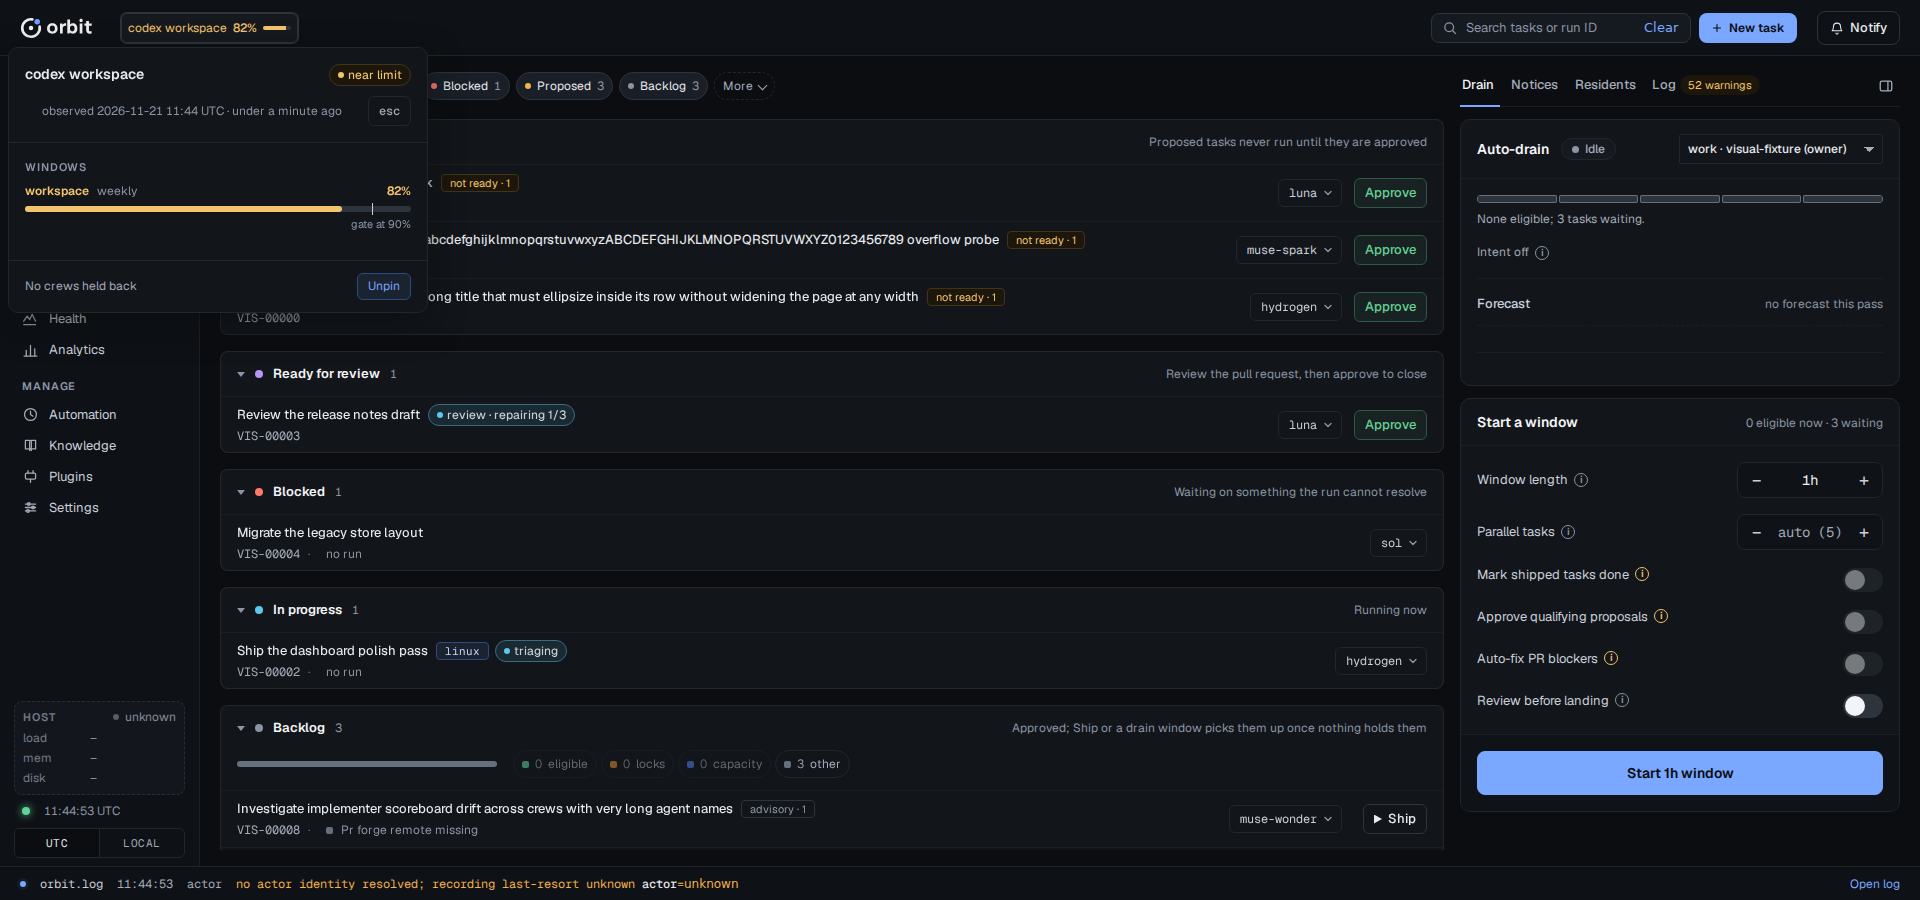 orbit
codex workspace 82%
Search tasks or run ID
Clear
+ New task
Notify
codex workspace
near limit
observed 2026-11-21 11:44 UTC · under a minute ago
esc
WINDOWS
workspace weekly 82%
gate at 90%
No crews held back
Unpin
Health
Analytics
MANAGE
Automation
Knowledge
Plugins
Settings
HOST unknown
load –
mem –
disk –
11:44:53 UTC
UTC LOCAL
Blocked 1
Proposed 3
Backlog 3
More
Proposed tasks never run until they are approved
k not ready · 1
luna
Approve
abcdefghijklmnopqrstuvwxyzABCDEFGHIJKLMNOPQRSTUVWXYZ0123456789 overflow probe not ready · 1
muse-spark
Approve
ong title that must ellipsize inside its row without widening the page at any width not ready · 1
VIS-00000
hydrogen
Approve
Ready for review 1
Review the pull request, then approve to close
Review the release notes draft review · repairing 1/3
VIS-00003
luna
Approve
Blocked 1
Waiting on something the run cannot resolve
Migrate the legacy store layout
VIS-00004 · no run
sol
In progress 1
Running now
Ship the dashboard polish pass linux triaging
VIS-00002 · no run
hydrogen
Backlog 3
Approved; Ship or a drain window picks them up once nothing holds them
0 eligible
0 locks
0 capacity
3 other
Investigate implementer scoreboard drift across crews with very long agent names advisory · 1
VIS-00008 · Pr forge remote missing
muse-wonder
Ship
Drain
Notices
Residents
Log 52 warnings
Auto-drain Idle
work · visual-fixture (owner)
None eligible; 3 tasks waiting.
Intent off
Forecast
no forecast this pass
Start a window
0 eligible now · 3 waiting
Window length
− 1h +
Parallel tasks
− auto (5) +
Mark shipped tasks done
Approve qualifying proposals
Auto-fix PR blockers
Review before landing
Start 1h window
orbit.log 11:44:53 actor no actor identity resolved; recording last-resort unknown actor=unknown
Open log